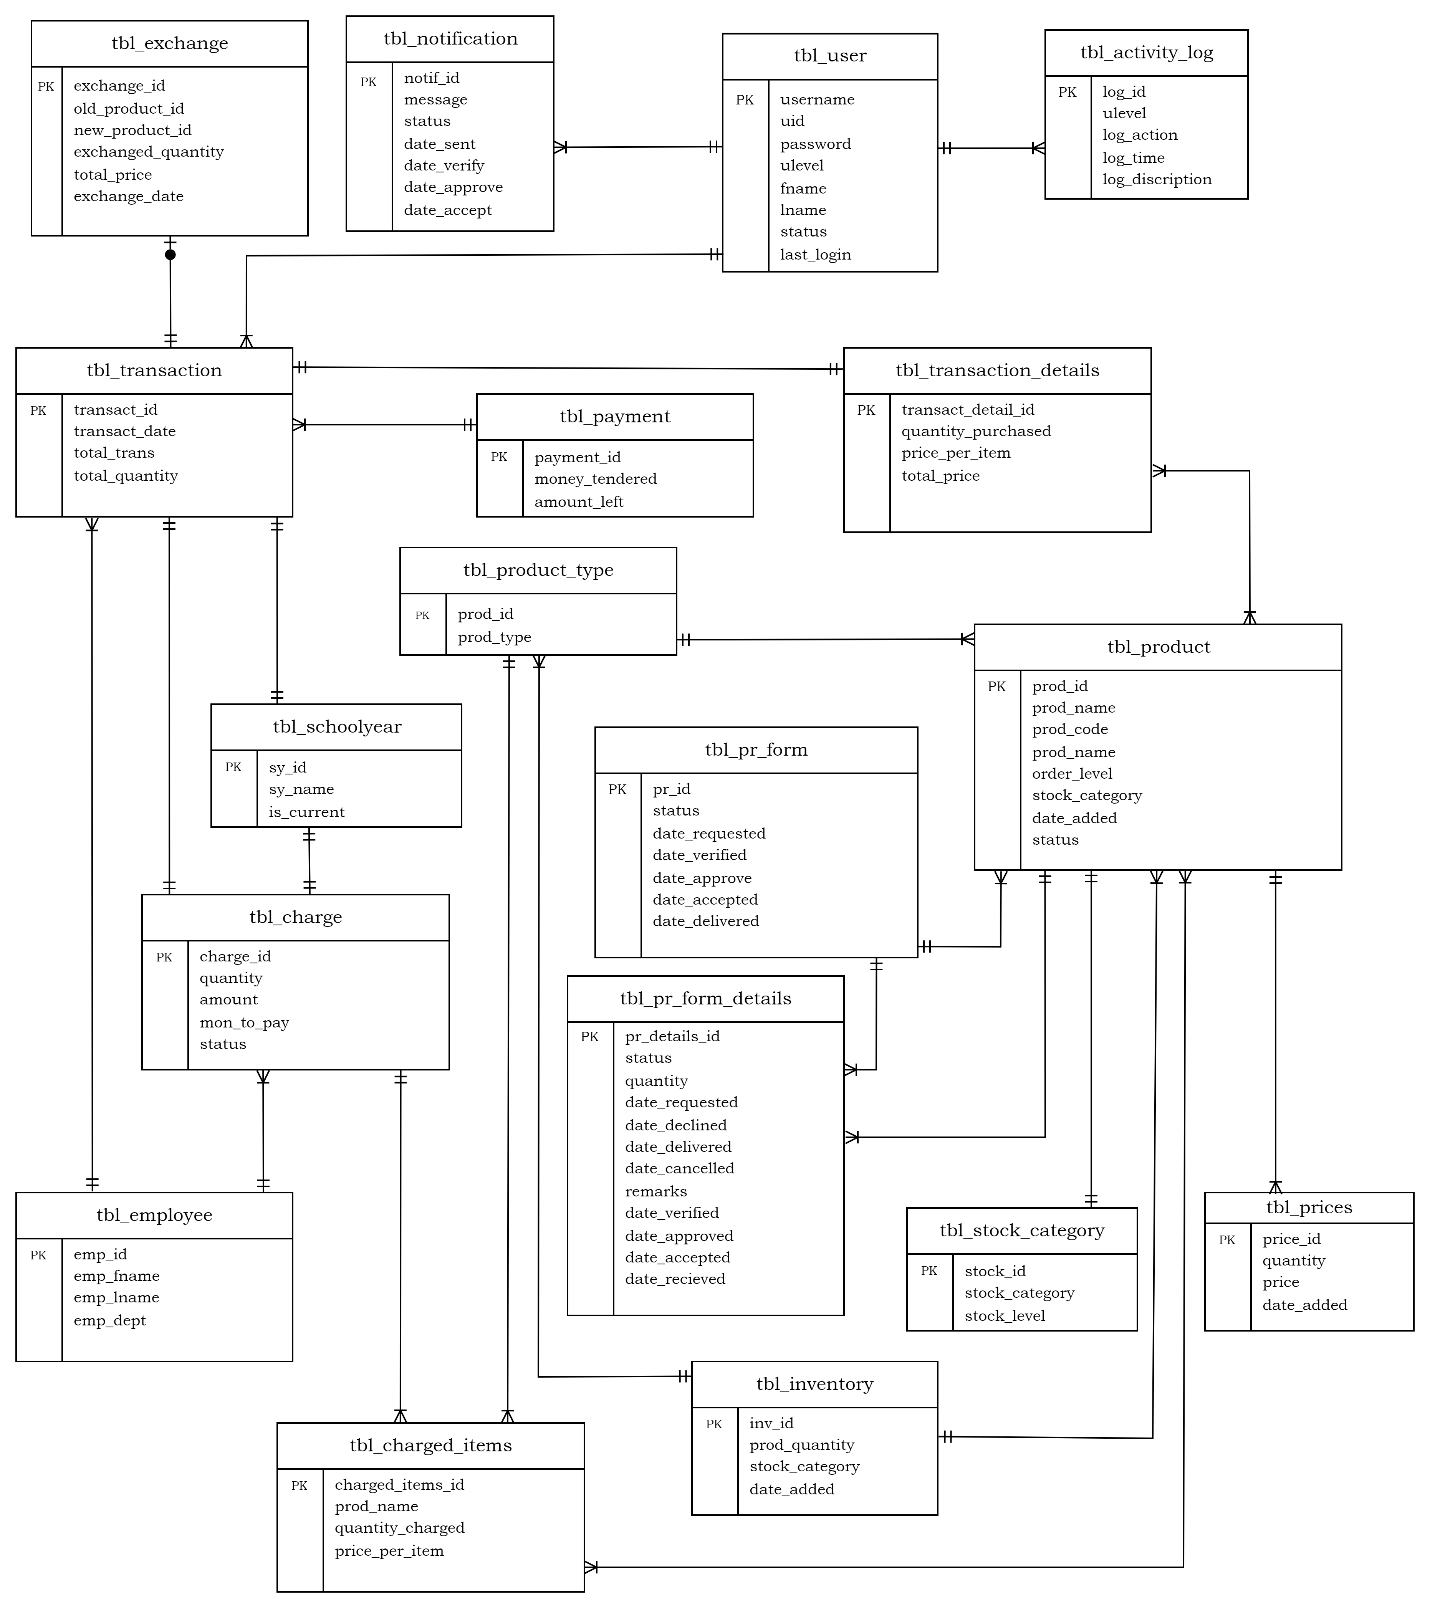 tbl_exchange
PK
exchange_id
old_product_id
new_product_id
exchanged_quantity
total_price
exchange_date
tbl_notification
PK
notif_id
message
status
date_sent
date_verify
date_approve
date_accept
tbl_user
PK
username
uid
password
ulevel
fname
lname
status
last_login
tbl_activity_log
PK
log_id
ulevel
log_action
log_time
log_discription
tbl_transaction
PK
transact_id
transact_date
total_trans
total_quantity
tbl_payment
PK
payment_id
money_tendered
amount_left
tbl_transaction_details
PK
transact_detail_id
quantity_purchased
price_per_item
total_price
tbl_product_type
PK
prod_id
prod_type
tbl_product
PK
prod_id
prod_name
prod_code
prod_name
order_level
stock_category
date_added
status
tbl_schoolyear
PK
sy_id
sy_name
is_current
tbl_pr_form
PK
pr_id
status
date_requested
date_verified
date_approve
date_accepted
date_delivered
tbl_charge
PK
charge_id
quantity
amount
mon_to_pay
status
tbl_pr_form_details
PK
pr_details_id
status
quantity
date_requested
date_declined
date_delivered
date_cancelled
remarks
date_verified
date_approved
date_accepted
date_recieved
tbl_employee
PK
emp_id
emp_fname
emp_lname
emp_dept
tbl_stock_category
PK
stock_id
stock_category
stock_level
tbl_prices
PK
price_id
quantity
price
date_added
tbl_inventory
PK
inv_id
prod_quantity
stock_category
date_added
tbl_charged_items
PK
charged_items_id
prod_name
quantity_charged
price_per_item